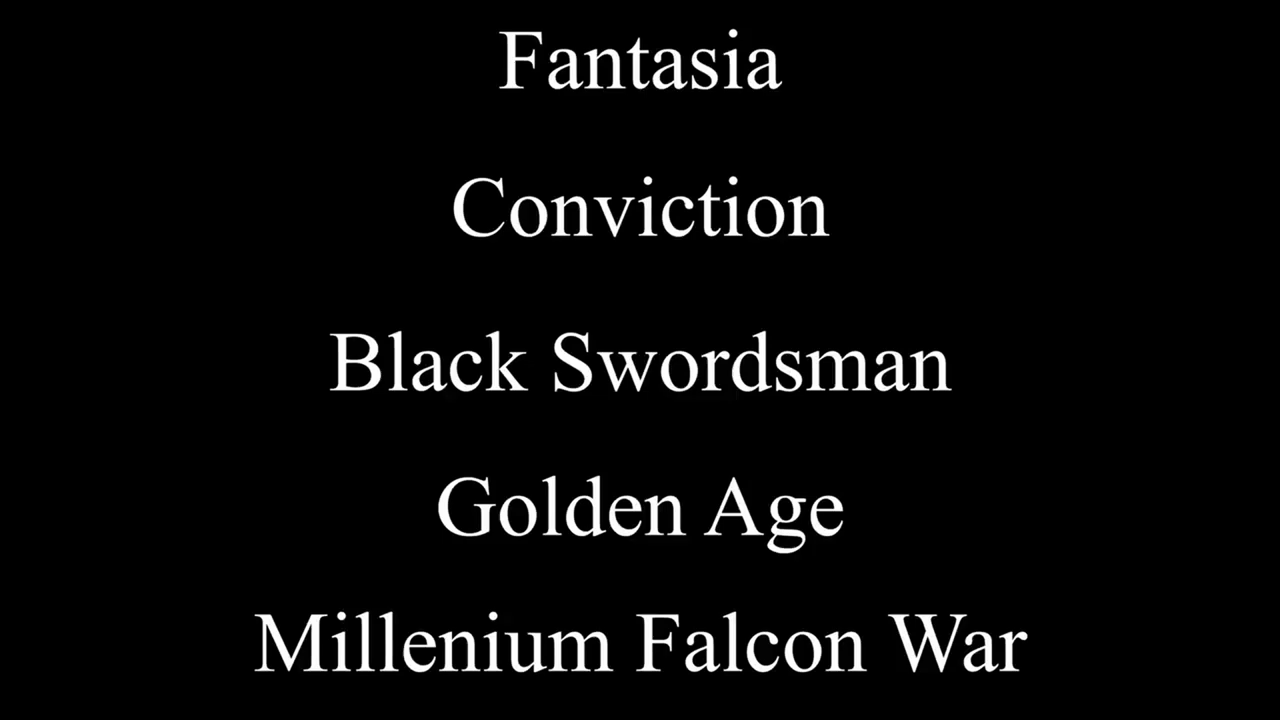 Fantasia
Conviction
Black Swordsman
Golden Age
Millenium Falcon War